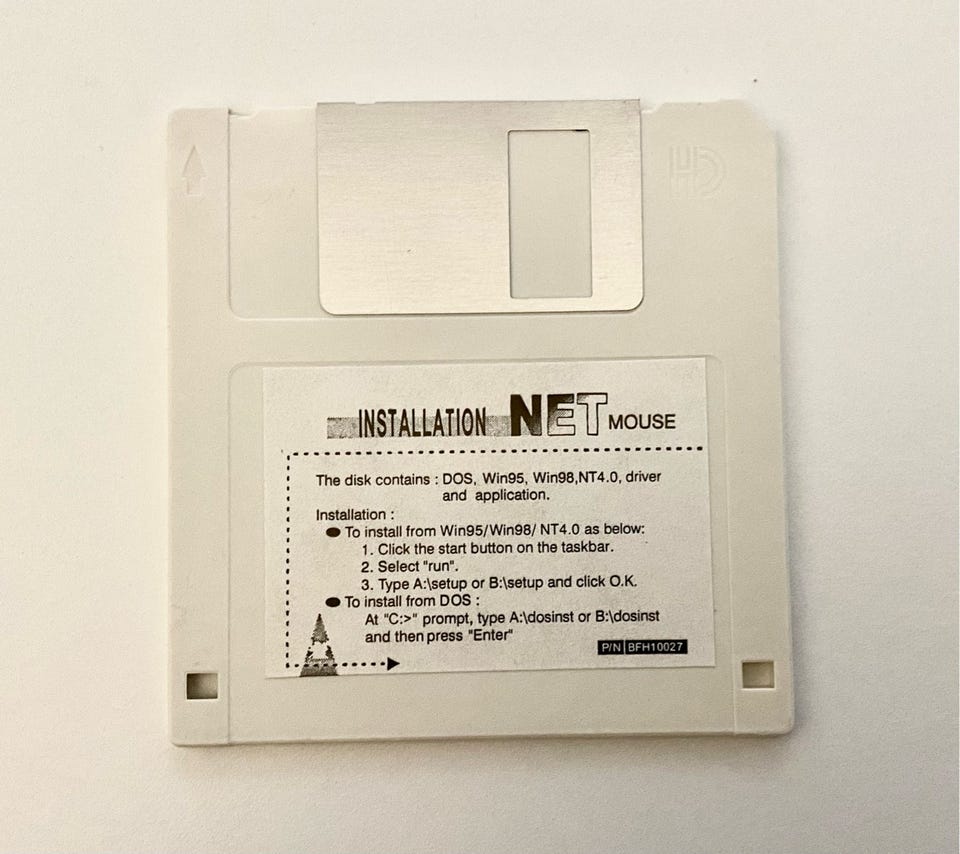 HD
INSTALLATION NET MOUSE
The disk contains : DOS, Win95, Win98,NT4.0, driver
and application.
Installation :
● To install from Win95/Win98/ NT4.0 as below:
1. Click the start button on the taskbar.
2. Select "run".
3. Type A:\setup or B:\setup and click O.K.
● To install from DOS :
At "C:>" prompt, type A:\dosinst or B:\dosinst
and then press "Enter"
P/N BFH10027